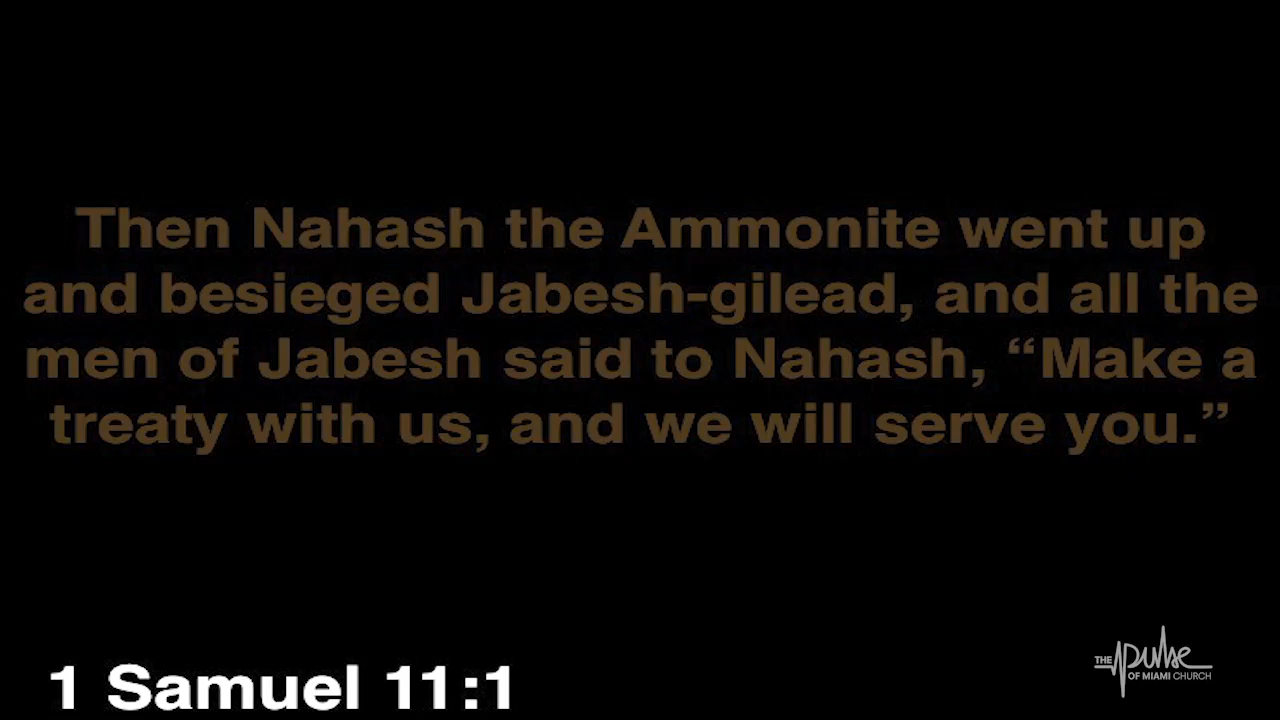 Then Nahash the Ammonite went up
and besieged Jabesh-gilead, and all the
men of Jabesh said to Nahash, “Make a
treaty with us, and we will serve you.”
1 Samuel 11:1
THE pulse
OF MIAMI CHURCH